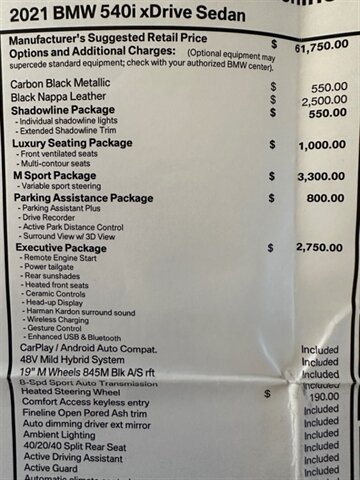 2021 BMW 540i xDrive Sedan
Manufacturer's Suggested Retail Price $ 61,750.00
Options and Additional Charges: (Optional equipment may
supercede standard equipment; check with your authorized BMW center).
Carbon Black Metallic $ 550.00
Black Nappa Leather $ 2,500.00
Shadowline Package $ 550.00
- Individual shadowline lights
- Extended Shadowline Trim
Luxury Seating Package $ 1,000.00
- Front ventilated seats
- Multi-contour seats
M Sport Package $ 3,300.00
- Variable sport steering
Parking Assistance Package $ 800.00
- Parking Assistant Plus
- Drive Recorder
- Active Park Distance Control
- Surround View w/ 3D View
Executive Package $ 2,750.00
- Remote Engine Start
- Power tailgate
- Rear sunshades
- Heated front seats
- Ceramic Controls
- Head-up Display
- Harman Kardon surround sound
- Wireless Charging
- Gesture Control
- Enhanced USB & Bluetooth
CarPlay / Android Auto Compat. Included
48V Mild Hybrid System Included
19" M Wheels 845M Blk A/S rft Included
8-Spd Sport Auto Transmission Included
Heated Steering Wheel $ 190.00
Comfort Access keyless entry Included
Fineline Open Pored Ash trim Included
Auto dimming driver ext mirror Included
Ambient Lighting Included
40/20/40 Split Rear Seat Included
Active Driving Assistant Included
Active Guard Included